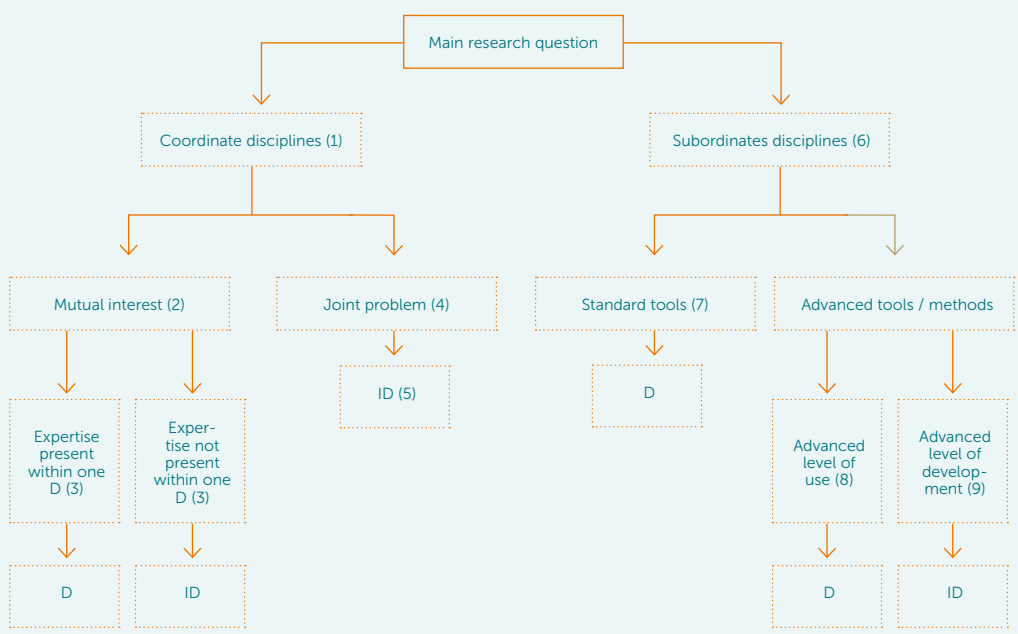 Main research question
Coordinate disciplines (1)
Subordinates disciplines (6)
Mutual interest (2)
Joint problem (4)
Standard tools (7)
Advanced tools / methods
ID (5)
D
Expertise
present
within one
D (3)
Exper-
tise not
present
within one
D (3)
Advanced
level of
use (8)
Advanced
level of
develop-
ment (9)
D
ID
D
ID